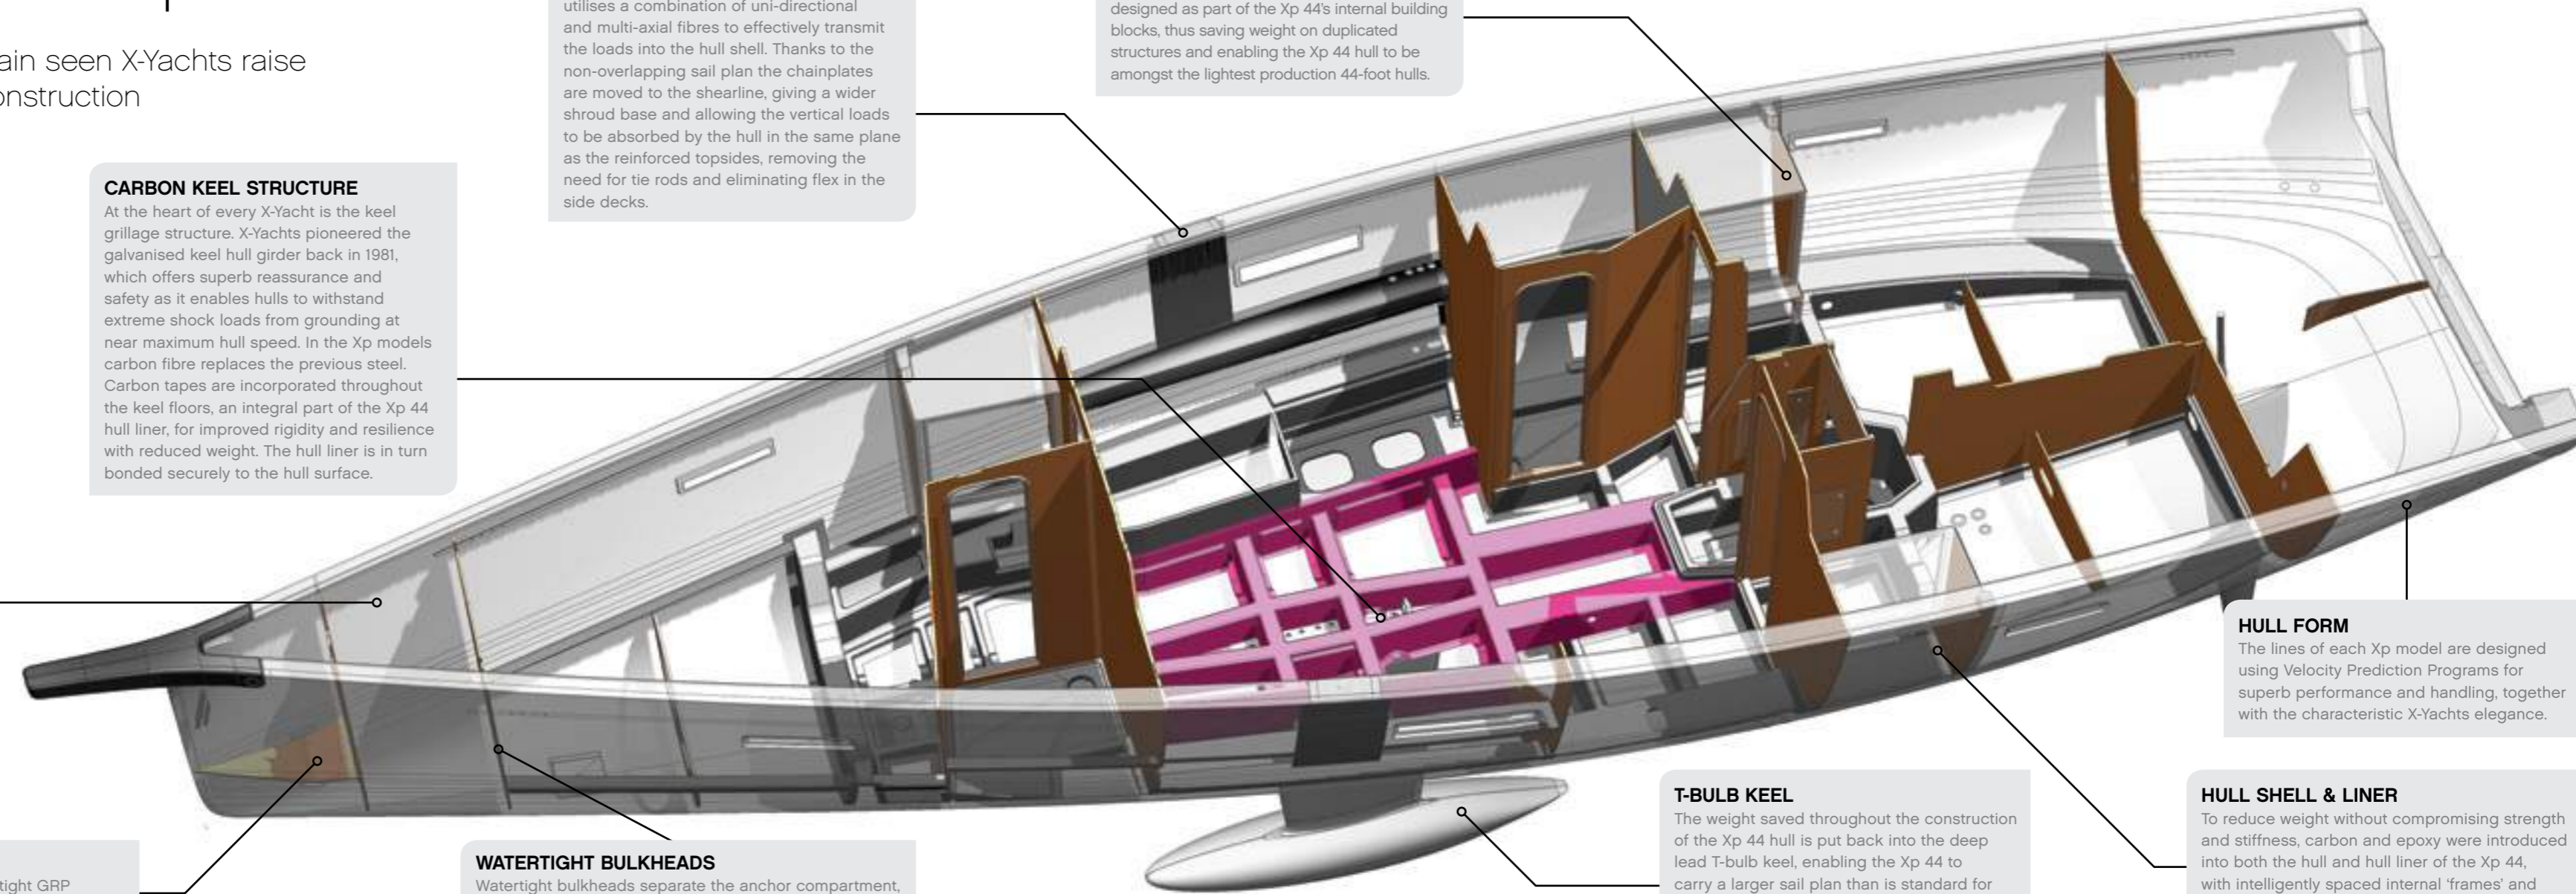 ain seen X-Yachts raise
onstruction
utilises a combination of uni-directional
and multi-axial fibres to effectively transmit
the loads into the hull shell. Thanks to the
non-overlapping sail plan the chainplates
are moved to the shearline, giving a wider
shroud base and allowing the vertical loads
to be absorbed by the hull in the same plane
as the reinforced topsides, removing the
need for tie rods and eliminating flex in the
side decks.
designed as part of the Xp 44's internal building
blocks, thus saving weight on duplicated
structures and enabling the Xp 44 hull to be
amongst the lightest production 44-foot hulls.
CARBON KEEL STRUCTURE
At the heart of every X-Yacht is the keel
grillage structure. X-Yachts pioneered the
galvanised keel hull girder back in 1981,
which offers superb reassurance and
safety as it enables hulls to withstand
extreme shock loads from grounding at
near maximum hull speed. In the Xp models
carbon fibre replaces the previous steel.
Carbon tapes are incorporated throughout
the keel floors, an integral part of the Xp 44
hull liner, for improved rigidity and resilience
with reduced weight. The hull liner is in turn
bonded securely to the hull surface.
HULL FORM
The lines of each Xp model are designed
using Velocity Prediction Programs for
superb performance and handling, together
with the characteristic X-Yachts elegance.
tight GRP
WATERTIGHT BULKHEADS
Watertight bulkheads separate the anchor compartment,
T-BULB KEEL
The weight saved throughout the construction
of the Xp 44 hull is put back into the deep
lead T-bulb keel, enabling the Xp 44 to
carry a larger sail plan than is standard for
HULL SHELL & LINER
To reduce weight without compromising strength
and stiffness, carbon and epoxy were introduced
into both the hull and hull liner of the Xp 44,
with intelligently spaced internal 'frames' and